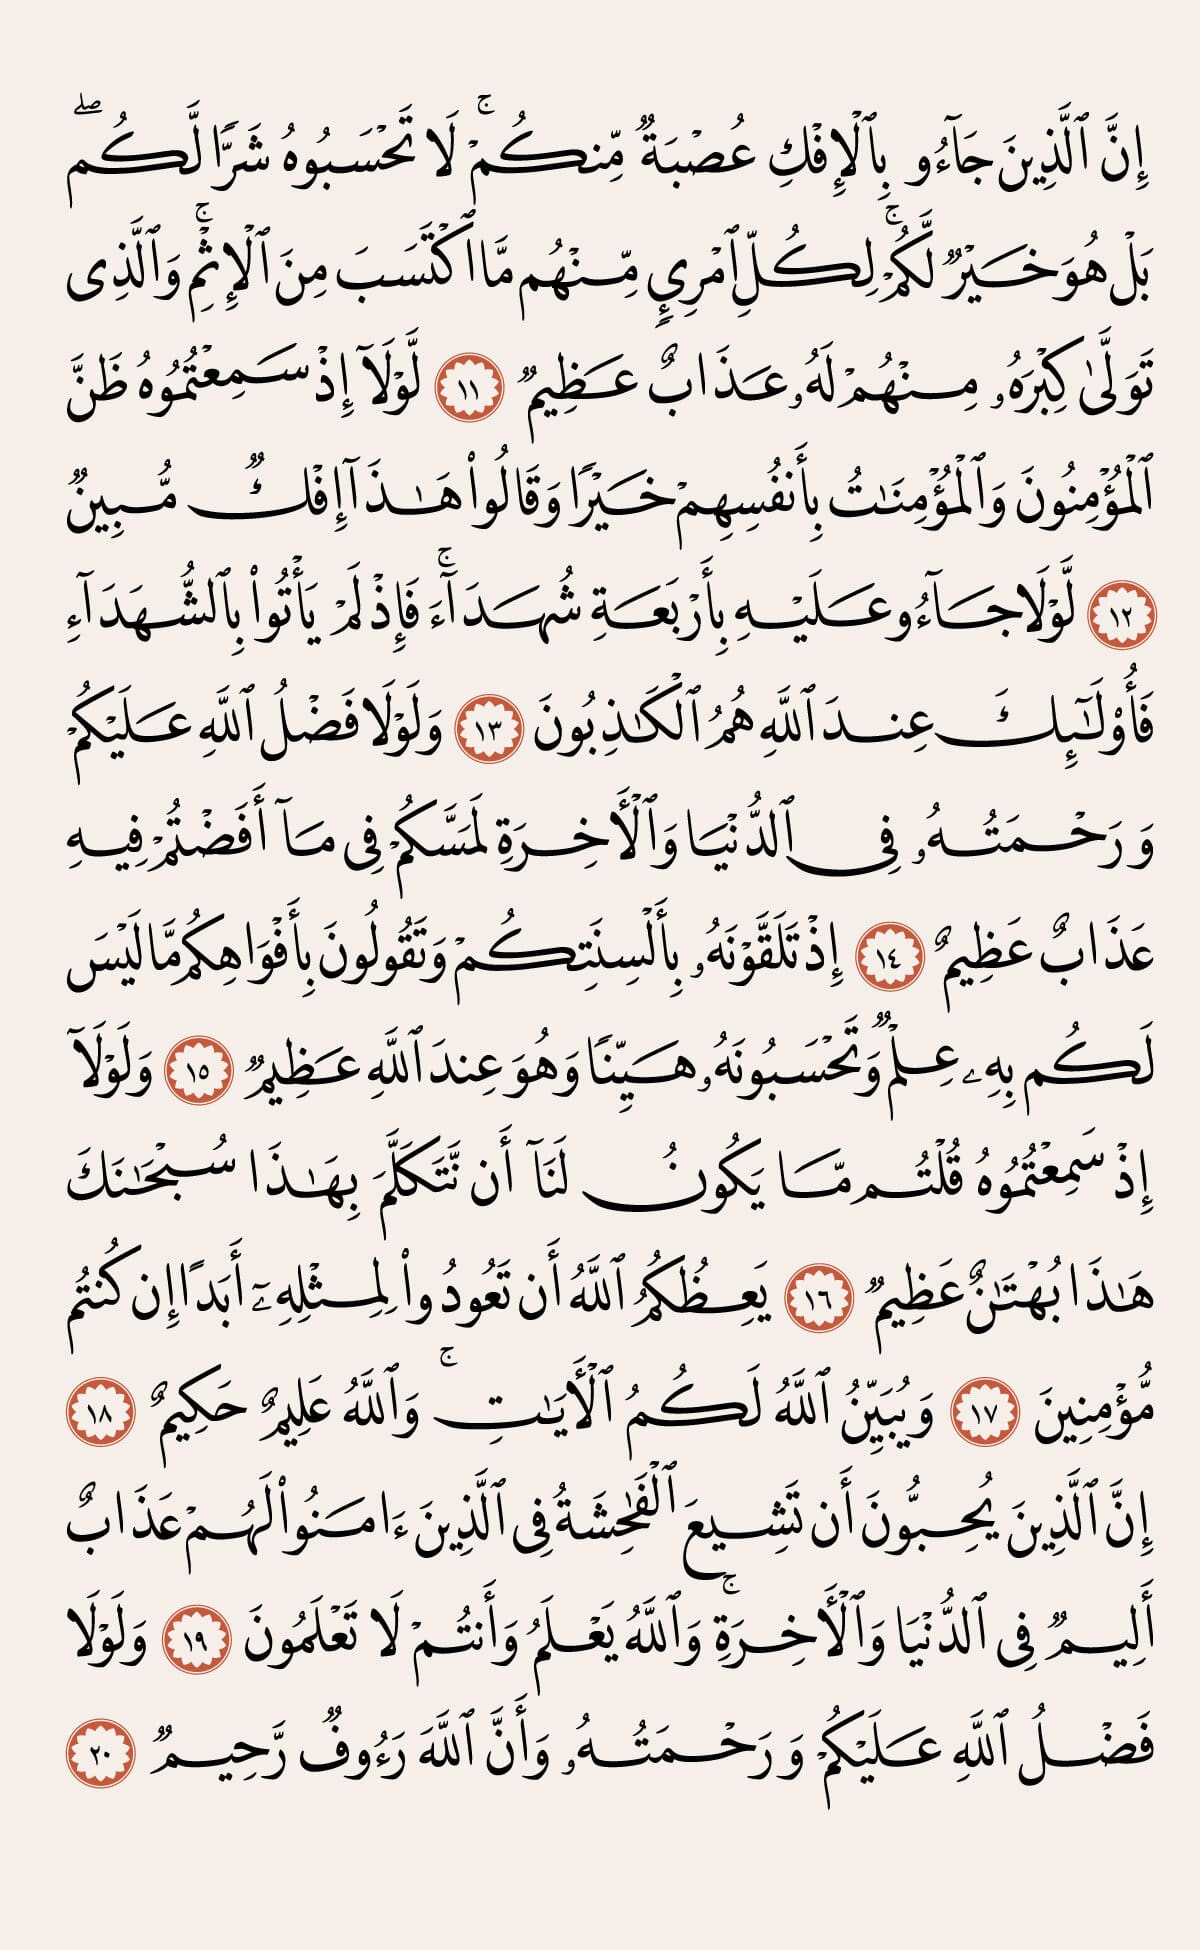 إِنَّ ٱلَّذِينَ جَآءُو بِٱلْإِفْكِ عُصْبَةٌ مِّنكُمْ ۚ لَا تَحْسَبُوهُ شَرًّا لَّكُم ۖ
بَلْ هُوَ خَيْرٌ لَّكُمْ ۚ لِكُلِّ ٱمْرِئٍ مِّنْهُم مَّا ٱكْتَسَبَ مِنَ ٱلْإِثْمِ ۚ وَٱلَّذِى
تَوَلَّىٰ كِبْرَهُۥ مِنْهُمْ لَهُۥ عَذَابٌ عَظِيمٌ ١١ لَّوْلَآ إِذْ سَمِعْتُمُوهُ ظَنَّ
ٱلْمُؤْمِنُونَ وَٱلْمُؤْمِنَـٰتُ بِأَنفُسِهِمْ خَيْرًا وَقَالُوا۟ هَـٰذَآ إِفْكٌ مُّبِينٌ
١٢ لَّوْلَا جَآءُو عَلَيْهِ بِأَرْبَعَةِ شُهَدَآءَ ۚ فَإِذْ لَمْ يَأْتُوا۟ بِٱلشُّهَدَآءِ
فَأُو۟لَـٰٓئِكَ عِندَ ٱللَّهِ هُمُ ٱلْكَـٰذِبُونَ ١٣ وَلَوْلَا فَضْلُ ٱللَّهِ عَلَيْكُمْ
وَرَحْمَتُهُۥ فِى ٱلدُّنْيَا وَٱلْـَٔاخِرَةِ لَمَسَّكُمْ فِى مَآ أَفَضْتُمْ فِيهِ
عَذَابٌ عَظِيمٌ ١٤ إِذْ تَلَقَّوْنَهُۥ بِأَلْسِنَتِكُمْ وَتَقُولُونَ بِأَفْوَاهِكُم مَّا لَيْسَ
لَكُم بِهِۦ عِلْمٌ وَتَحْسَبُونَهُۥ هَيِّنًا وَهُوَ عِندَ ٱللَّهِ عَظِيمٌ ١٥ وَلَوْلَآ
إِذْ سَمِعْتُمُوهُ قُلْتُم مَّا يَكُونُ لَنَآ أَن نَّتَكَلَّمَ بِهَـٰذَا سُبْحَـٰنَكَ
هَـٰذَا بُهْتَـٰنٌ عَظِيمٌ ١٦ يَعِظُكُمُ ٱللَّهُ أَن تَعُودُوا۟ لِمِثْلِهِۦٓ أَبَدًا إِن كُنتُم
مُّؤْمِنِينَ ١٧ وَيُبَيِّنُ ٱللَّهُ لَكُمُ ٱلْـَٔايَـٰتِ ۚ وَٱللَّهُ عَلِيمٌ حَكِيمٌ ١٨
إِنَّ ٱلَّذِينَ يُحِبُّونَ أَن تَشِيعَ ٱلْفَـٰحِشَةُ فِى ٱلَّذِينَ ءَامَنُوا۟ لَهُمْ عَذَابٌ
أَلِيمٌ فِى ٱلدُّنْيَا وَٱلْـَٔاخِرَةِ ۚ وَٱللَّهُ يَعْلَمُ وَأَنتُمْ لَا تَعْلَمُونَ ١٩ وَلَوْلَا
فَضْلُ ٱللَّهِ عَلَيْكُمْ وَرَحْمَتُهُۥ وَأَنَّ ٱللَّهَ رَءُوفٌ رَّحِيمٌ ٢٠